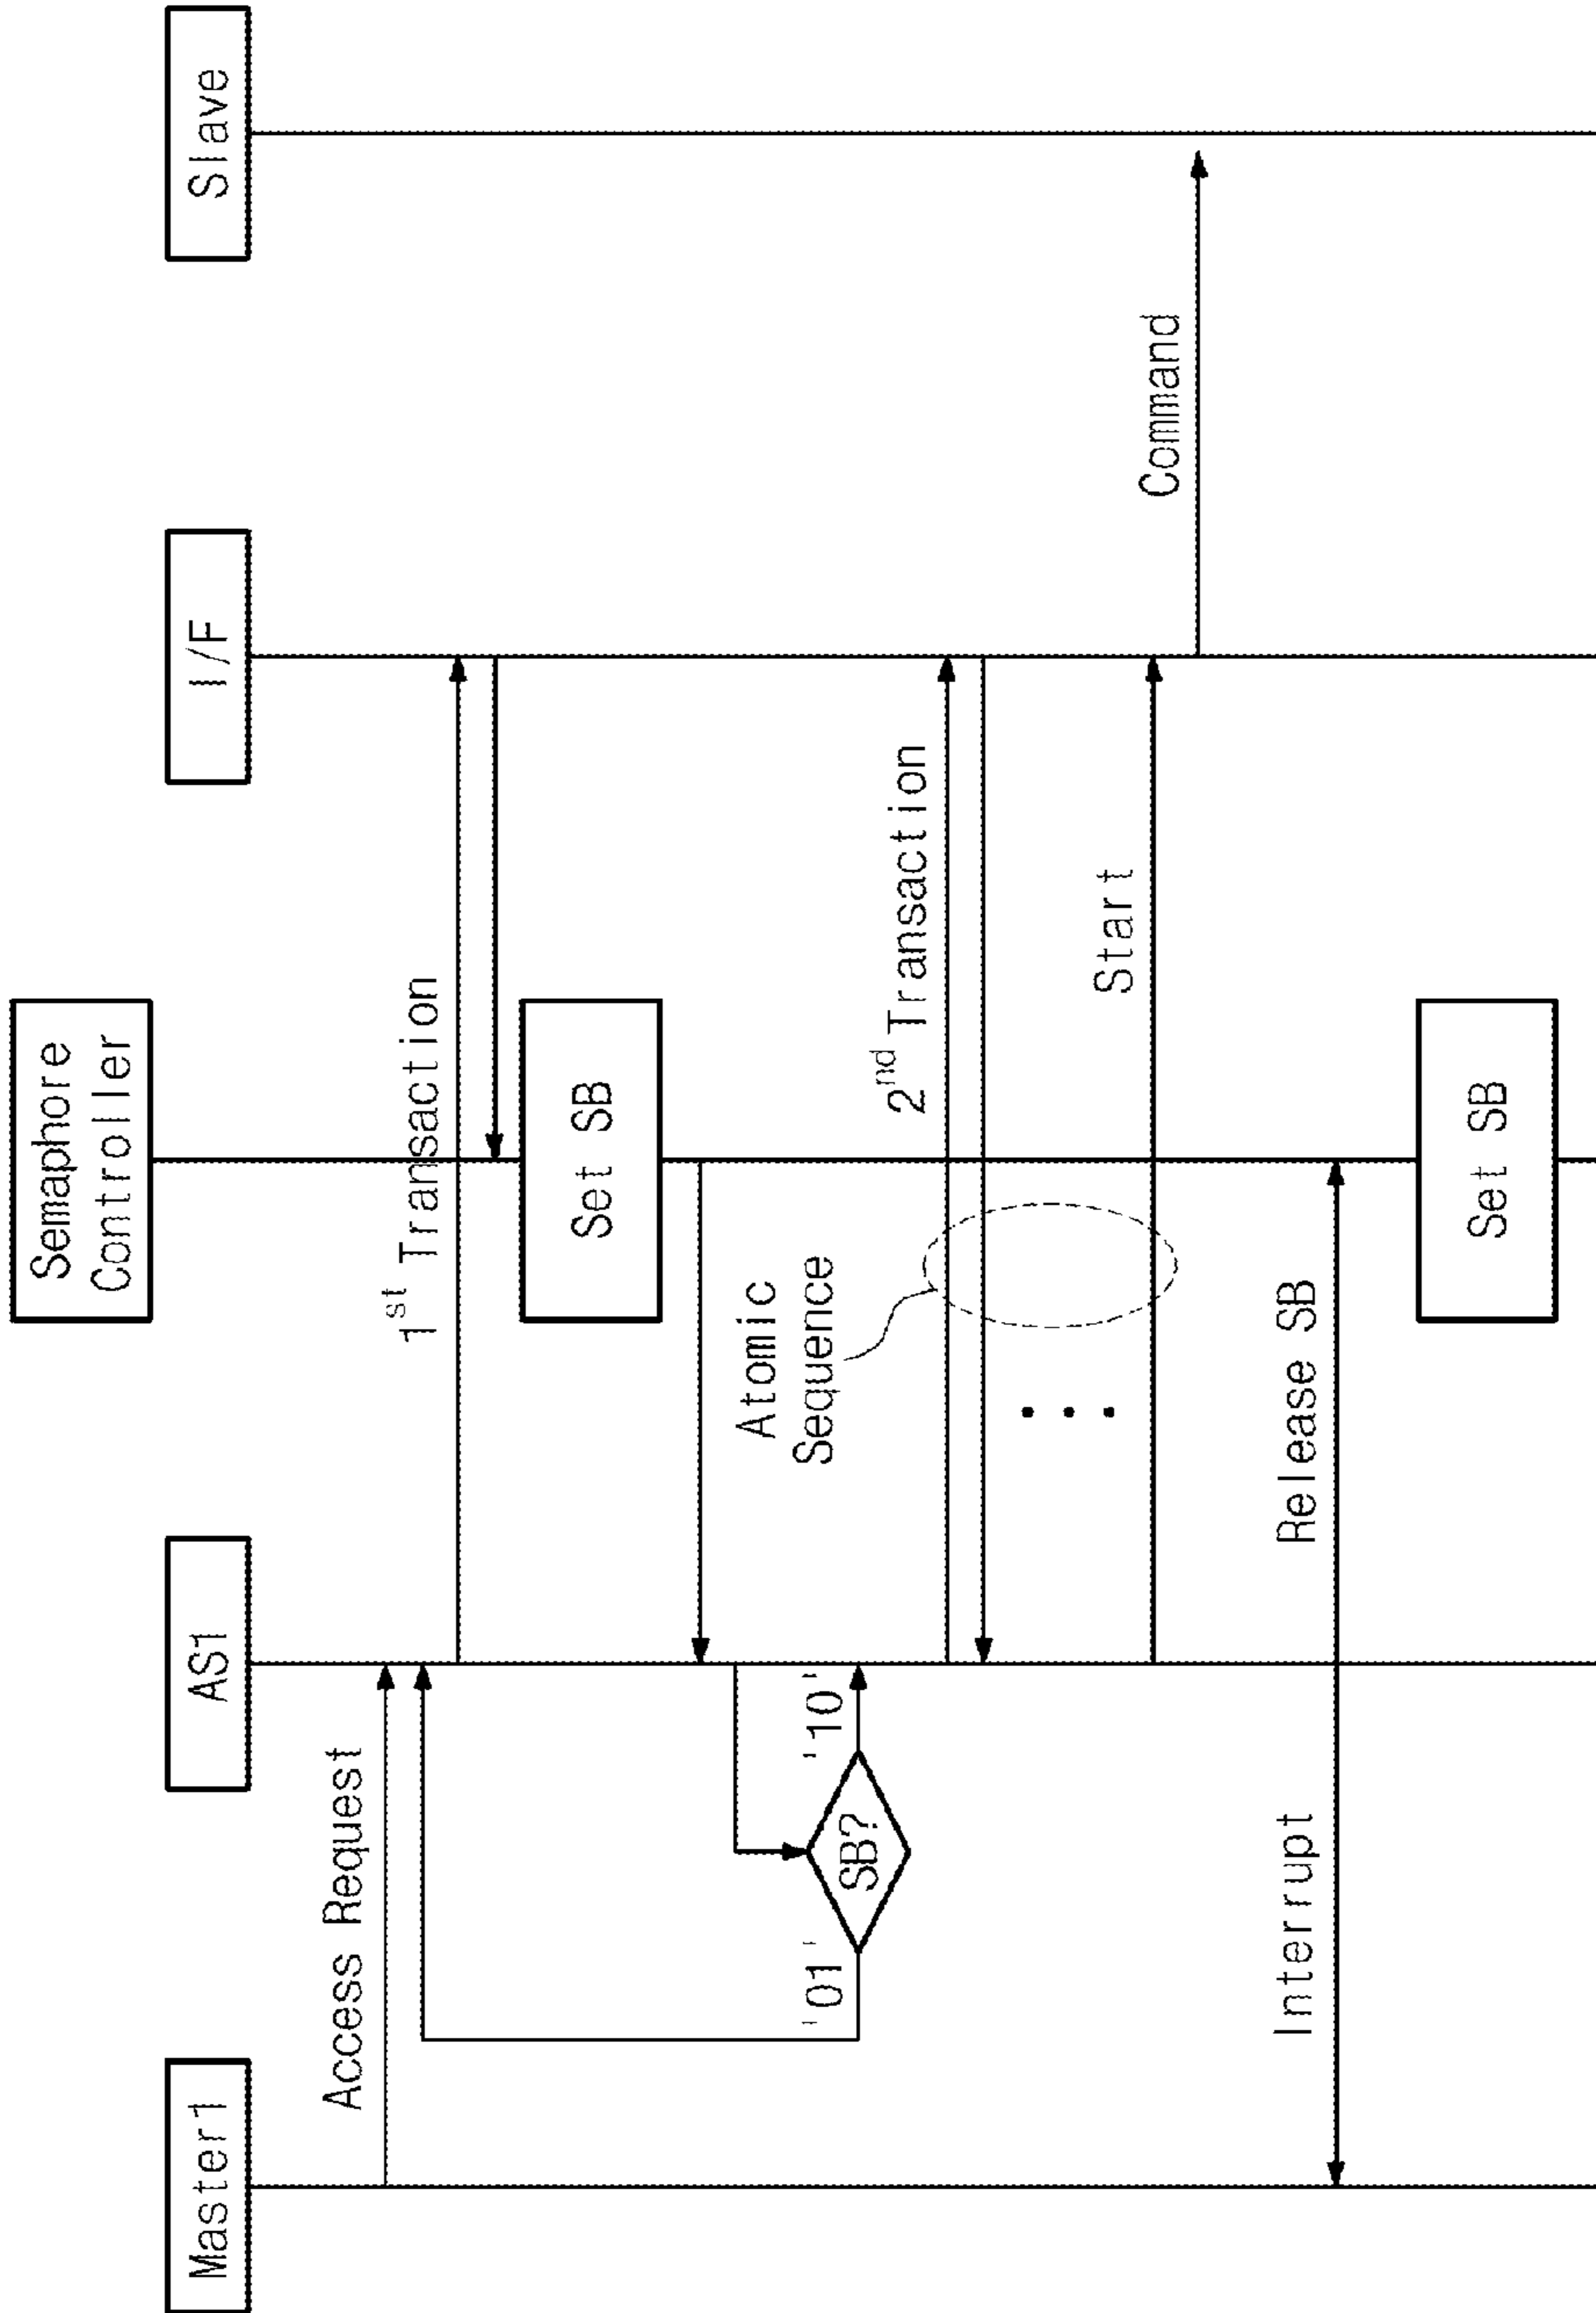 Semaphore
Controller
Master1
AS1
I/F
Slave
Access Request
1st Transaction
Set SB
Atomic
Sequence
'01'
SB?
'10'
2nd Transaction
...
Start
Command
Interrupt
Release SB
Set SB